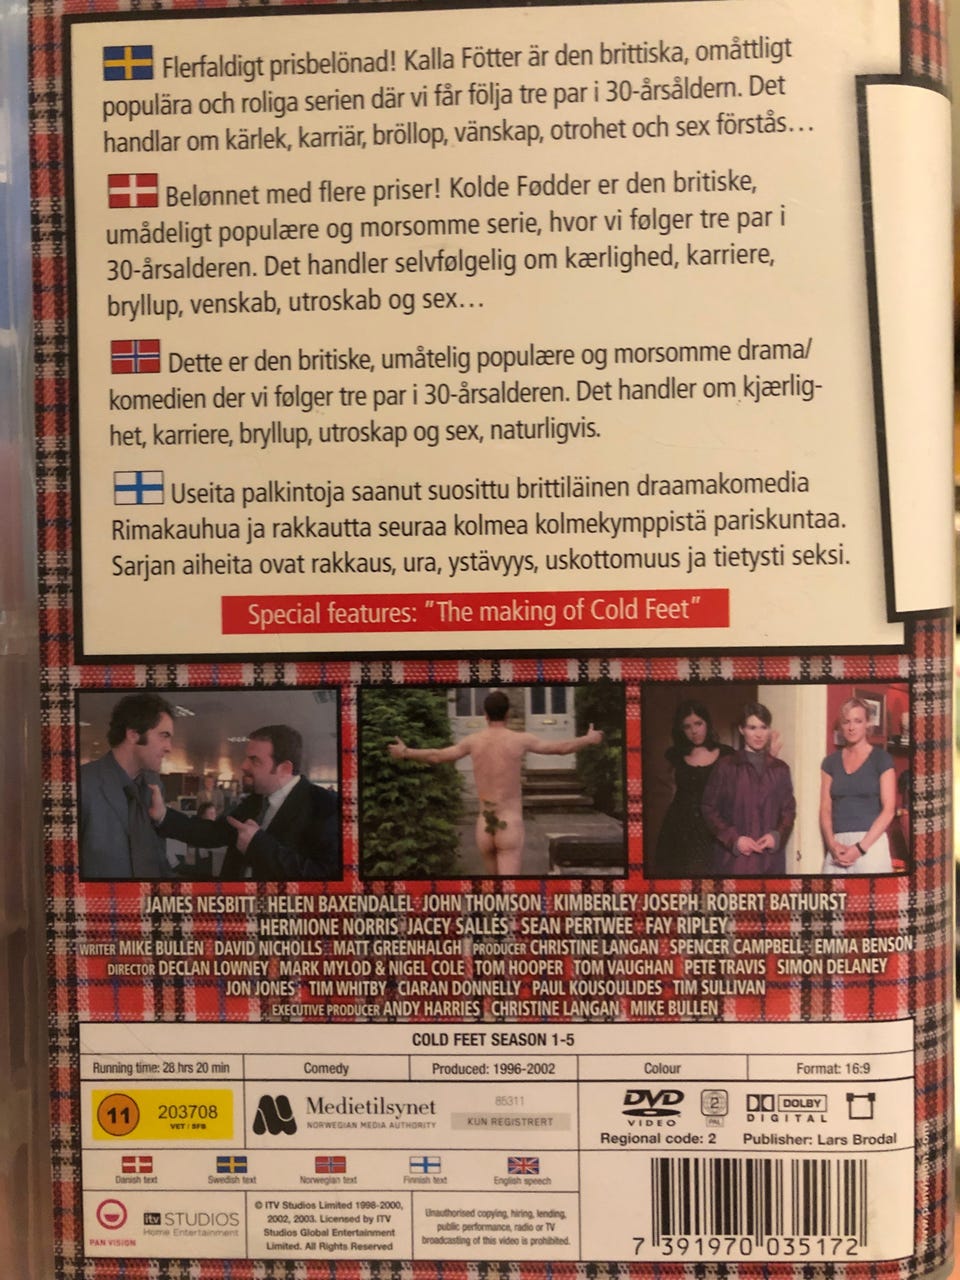 Flerfaldigt prisbelönad! Kalla Fötter är den brittiska, omåttligt
populära och roliga serien där vi får följa tre par i 30-årsåldern. Det
handlar om kärlek, karriär, bröllop, vänskap, otrohet och sex förstås...
Belønnet med flere priser! Kolde Fødder er den britiske,
umådeligt populære og morsomme serie, hvor vi følger tre par i
30-årsalderen. Det handler selvfølgelig om kærlighed, karriere,
bryllup, venskab, utroskab og sex...
Dette er den britiske, umåtelig populære og morsomme drama/
komedien der vi følger tre par i 30-årsalderen. Det handler om kjærlig-
het, karriere, bryllup, utroskap og sex, naturligvis.
Useita palkintoja saanut suosittu brittiläinen draamakomedia
Rimakauhua ja rakkautta seuraa kolmea kolmekymppistä pariskuntaa.
Sarjan aiheita ovat rakkaus, ura, ystävyys, uskottomuus ja tietysti seksi.
Special features: "The making of Cold Feet"
JAMES NESBITT HELEN BAXENDALEL JOHN THOMSON KIMBERLEY JOSEPH ROBERT BATHURST
HERMIONE NORRIS JACEY SALLES SEAN PERTWEE FAY RIPLEY
WRITER MIKE BULLEN DAVID NICHOLLS MATT GREENHALGH PRODUCER CHRISTINE LANGAN SPENCER CAMPBELL EMMA BENSON
DIRECTOR DECLAN LOWNEY MARK MYLOD & NIGEL COLE TOM HOOPER TOM VAUGHAN PETE TRAVIS SIMON DELANEY
JON JONES TIM WHITBY CIARAN DONNELLY PAUL KOUSOULIDES TIM SULLIVAN
EXECUTIVE PRODUCER ANDY HARRIES CHRISTINE LANGAN MIKE BULLEN
COLD FEET SEASON 1-5
Running time: 28 hrs 20 min Comedy Produced: 1996-2002 Colour Format: 16:9
11 203708
VET / SFB
Medietilsynet
NORWEGIAN MEDIA AUTHORITY
85311
KUN REGISTRERT
DVD
VIDEO
2
PAL
DOLBY
DIGITAL
Regional code: 2 Publisher: Lars Brodal
Danish text Swedish text Norwegian text Finnish text English speech
PAN VISION
itv STUDIOS
Home Entertainment
© ITV Studios Limited 1998-2000,
2002, 2003. Licensed by ITV
Studios Global Entertainment
Limited. All Rights Reserved
Unauthorised copying, hiring, lending,
public performance, radio or TV
broadcasting of this video is prohibited.
7 391970 035172